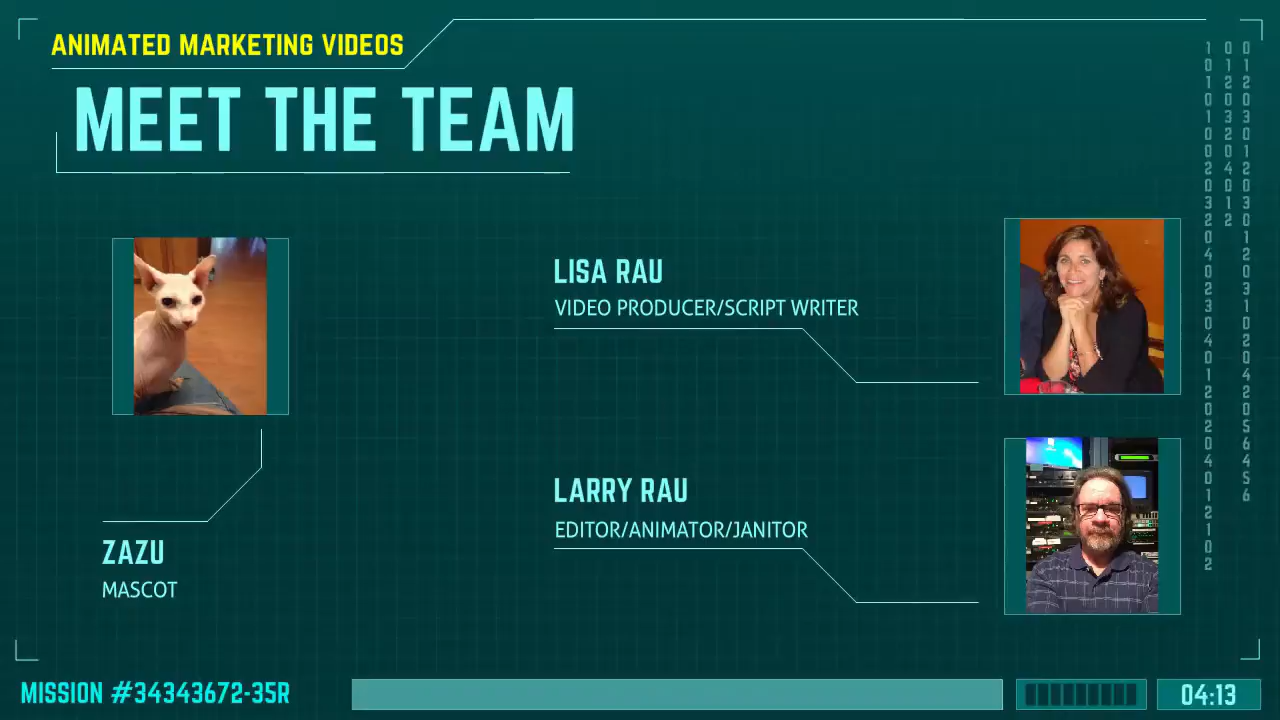 ANIMATED MARKETING VIDEOS
MEET THE TEAM
LISA RAU
VIDEO PRODUCER/SCRIPT WRITER
LARRY RAU
EDITOR/ANIMATOR/JANITOR
ZAZU
MASCOT
MISSION #34343672-35R
04:13